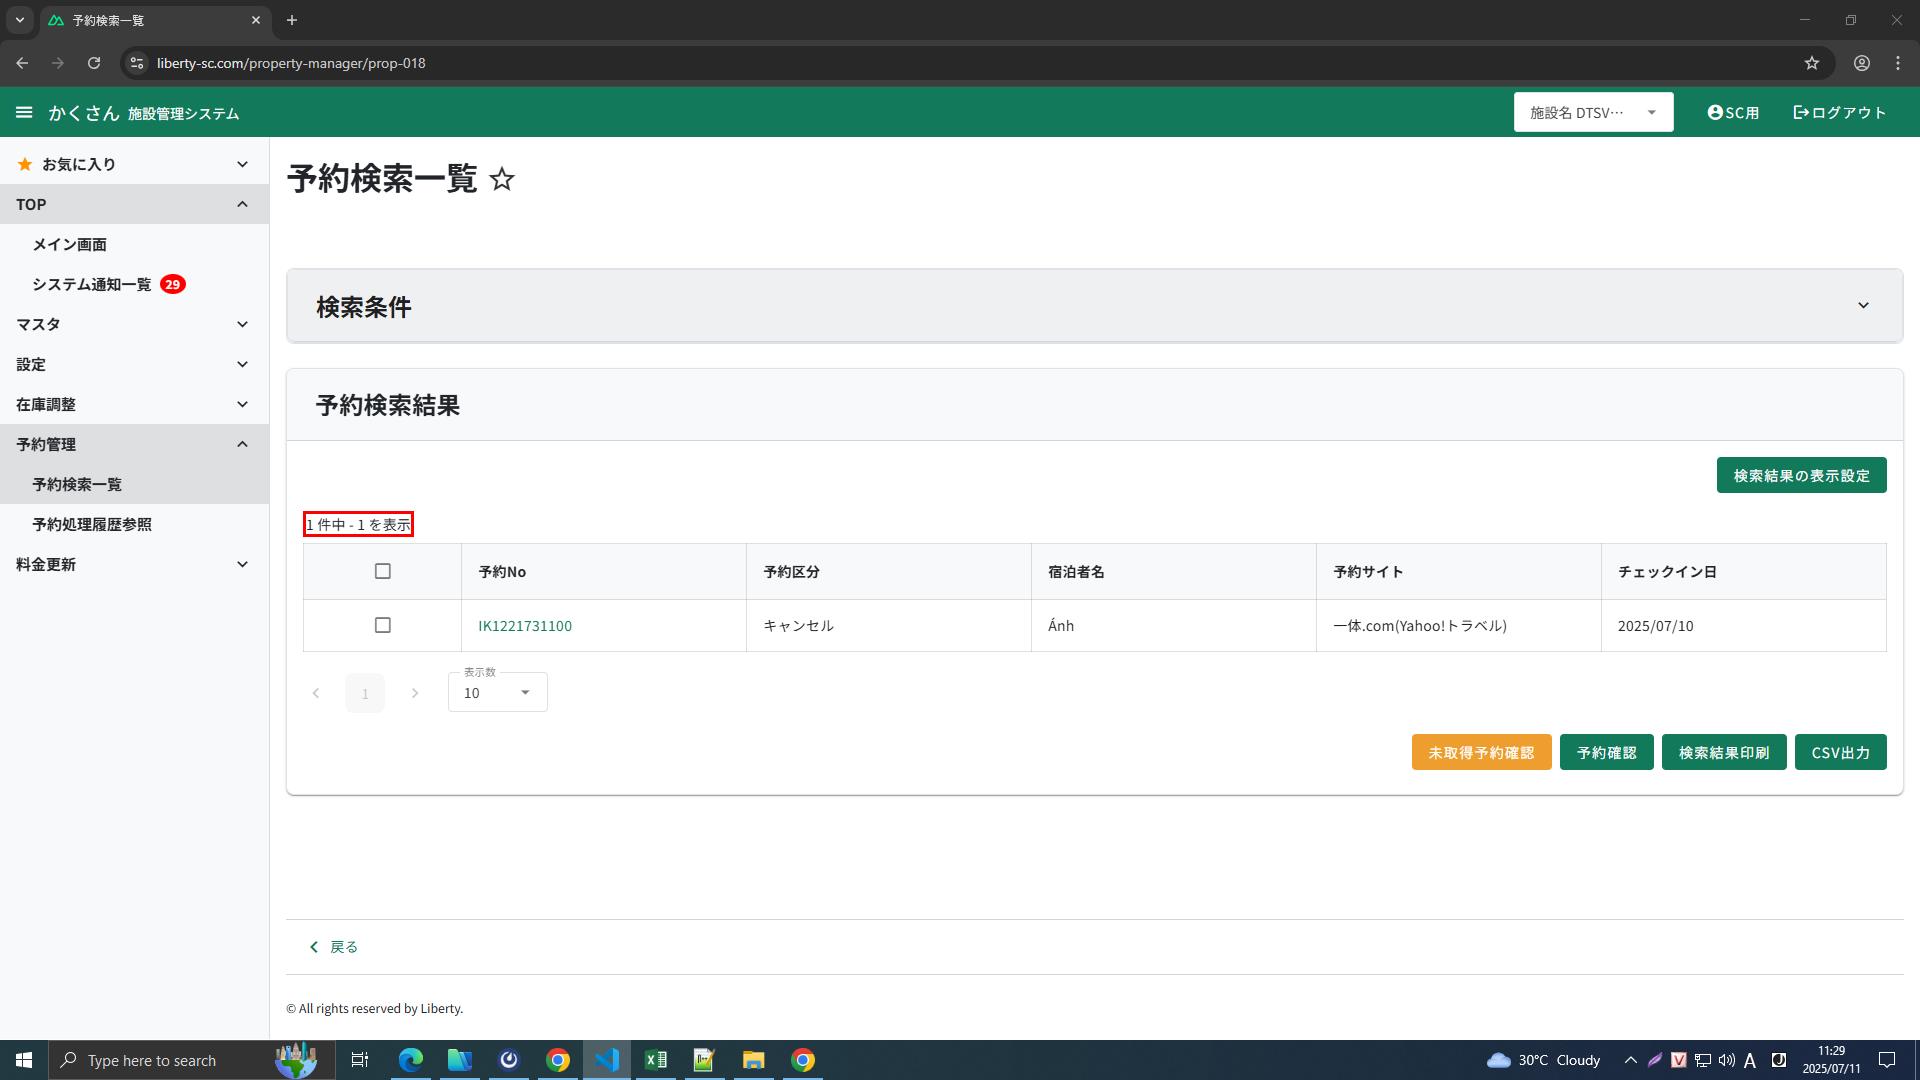 予約検索一覧
liberty-sc.com/property-manager/prop-018
かくさん 施設管理システム
施設名 DTSV…
SC用
ログアウト
お気に入り
TOP
メイン画面
システム通知一覧 29
マスタ
設定
在庫調整
予約管理
予約検索一覧
予約処理履歴参照
料金更新
予約検索一覧
検索条件
予約検索結果
検索結果の表示設定
1 件中 - 1 を表示
予約No 予約区分 宿泊者名 予約サイト チェックイン日
IK1221731100 キャンセル Ánh 一体.com(Yahoo!トラベル) 2025/07/10
1
表示数
10
未取得予約確認 予約確認 検索結果印刷 CSV出力
戻る
© All rights reserved by Liberty.
Type here to search
30°C Cloudy
A
11:29
2025/07/11